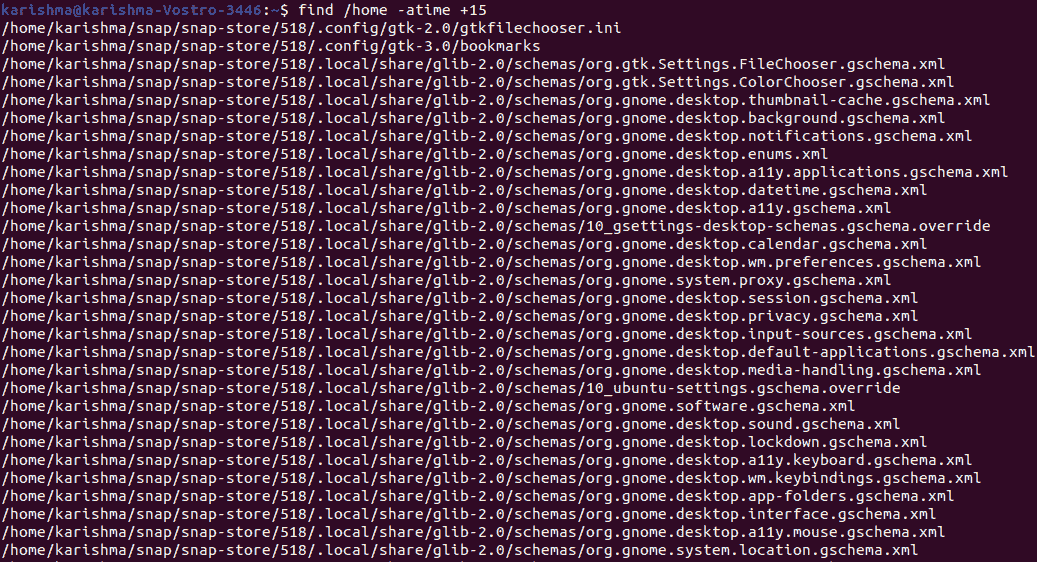 karishma@karishma-Vostro-3446:~$ find /home -atime +15
/home/karishma/snap/snap-store/518/.config/gtk-2.0/gtkfilechooser.ini
/home/karishma/snap/snap-store/518/.config/gtk-3.0/bookmarks
/home/karishma/snap/snap-store/518/.local/share/glib-2.0/schemas/org.gtk.Settings.FileChooser.gschema.xml
/home/karishma/snap/snap-store/518/.local/share/glib-2.0/schemas/org.gtk.Settings.ColorChooser.gschema.xml
/home/karishma/snap/snap-store/518/.local/share/glib-2.0/schemas/org.gnome.desktop.thumbnail-cache.gschema.xml
/home/karishma/snap/snap-store/518/.local/share/glib-2.0/schemas/org.gnome.desktop.background.gschema.xml
/home/karishma/snap/snap-store/518/.local/share/glib-2.0/schemas/org.gnome.desktop.notifications.gschema.xml
/home/karishma/snap/snap-store/518/.local/share/glib-2.0/schemas/org.gnome.desktop.enums.xml
/home/karishma/snap/snap-store/518/.local/share/glib-2.0/schemas/org.gnome.desktop.a11y.applications.gschema.xml
/home/karishma/snap/snap-store/518/.local/share/glib-2.0/schemas/org.gnome.desktop.datetime.gschema.xml
/home/karishma/snap/snap-store/518/.local/share/glib-2.0/schemas/org.gnome.desktop.a11y.gschema.xml
/home/karishma/snap/snap-store/518/.local/share/glib-2.0/schemas/10_gsettings-desktop-schemas.gschema.override
/home/karishma/snap/snap-store/518/.local/share/glib-2.0/schemas/org.gnome.desktop.calendar.gschema.xml
/home/karishma/snap/snap-store/518/.local/share/glib-2.0/schemas/org.gnome.desktop.wm.preferences.gschema.xml
/home/karishma/snap/snap-store/518/.local/share/glib-2.0/schemas/org.gnome.system.proxy.gschema.xml
/home/karishma/snap/snap-store/518/.local/share/glib-2.0/schemas/org.gnome.desktop.session.gschema.xml
/home/karishma/snap/snap-store/518/.local/share/glib-2.0/schemas/org.gnome.desktop.privacy.gschema.xml
/home/karishma/snap/snap-store/518/.local/share/glib-2.0/schemas/org.gnome.desktop.input-sources.gschema.xml
/home/karishma/snap/snap-store/518/.local/share/glib-2.0/schemas/org.gnome.desktop.default-applications.gschema.xml
/home/karishma/snap/snap-store/518/.local/share/glib-2.0/schemas/org.gnome.desktop.media-handling.gschema.xml
/home/karishma/snap/snap-store/518/.local/share/glib-2.0/schemas/10_ubuntu-settings.gschema.override
/home/karishma/snap/snap-store/518/.local/share/glib-2.0/schemas/org.gnome.software.gschema.xml
/home/karishma/snap/snap-store/518/.local/share/glib-2.0/schemas/org.gnome.desktop.sound.gschema.xml
/home/karishma/snap/snap-store/518/.local/share/glib-2.0/schemas/org.gnome.desktop.lockdown.gschema.xml
/home/karishma/snap/snap-store/518/.local/share/glib-2.0/schemas/org.gnome.desktop.a11y.keyboard.gschema.xml
/home/karishma/snap/snap-store/518/.local/share/glib-2.0/schemas/org.gnome.desktop.wm.keybindings.gschema.xml
/home/karishma/snap/snap-store/518/.local/share/glib-2.0/schemas/org.gnome.desktop.app-folders.gschema.xml
/home/karishma/snap/snap-store/518/.local/share/glib-2.0/schemas/org.gnome.desktop.interface.gschema.xml
/home/karishma/snap/snap-store/518/.local/share/glib-2.0/schemas/org.gnome.desktop.a11y.mouse.gschema.xml
/home/karishma/snap/snap-store/518/.local/share/glib-2.0/schemas/org.gnome.system.location.gschema.xml